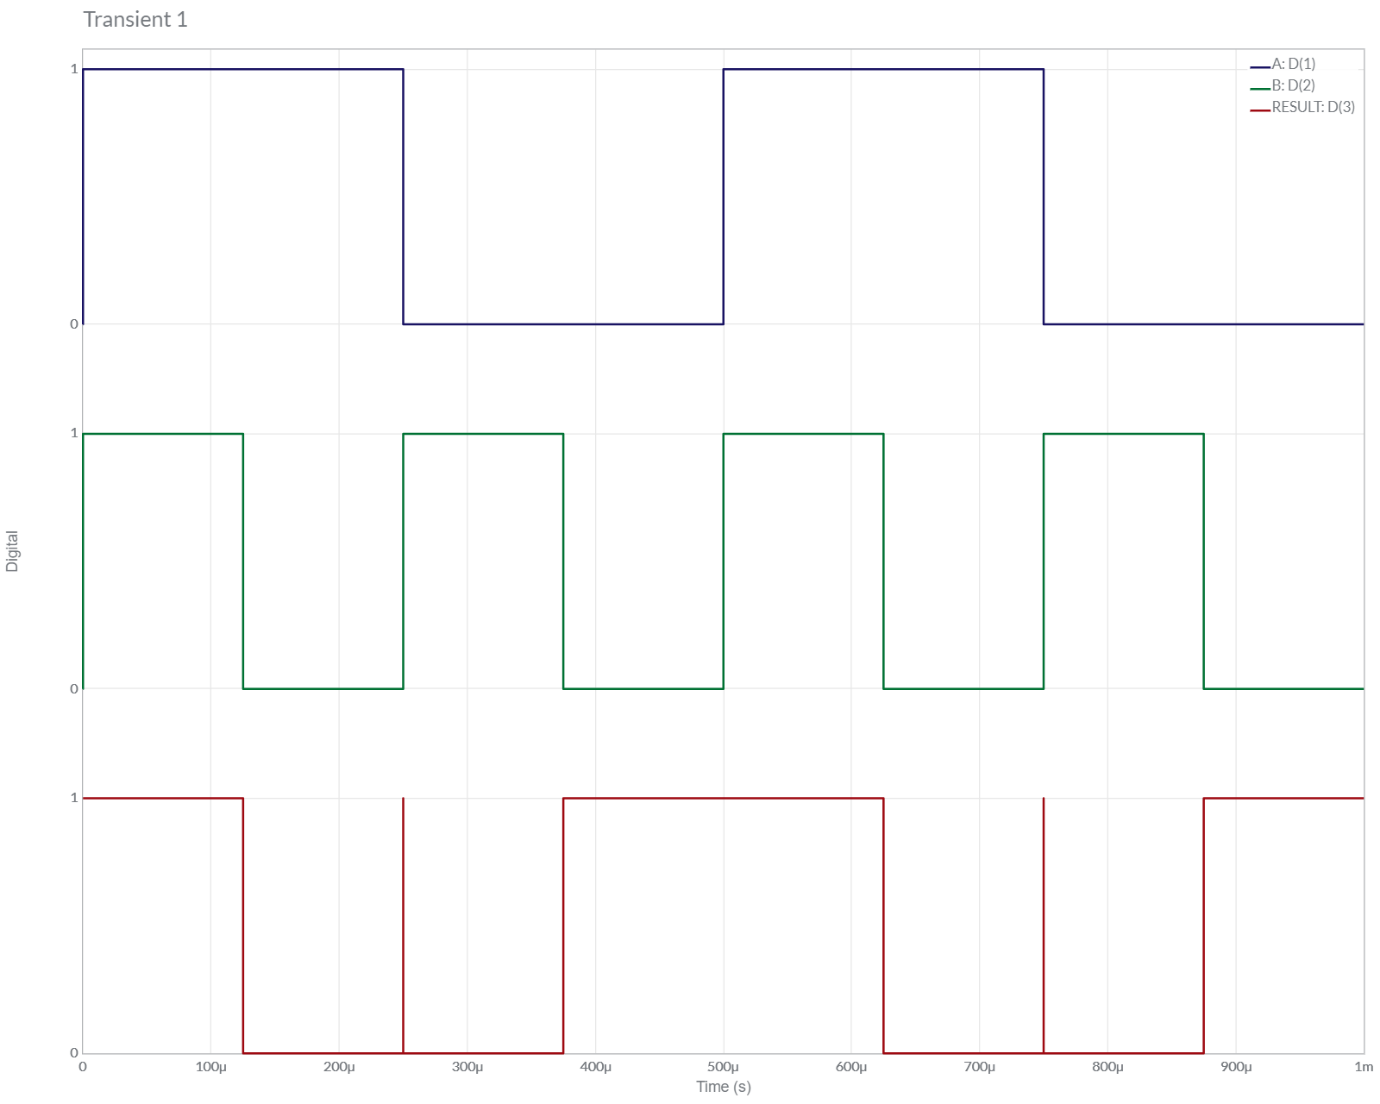 Transient 1
A: D(1)
B: D(2)
RESULT: D(3)
1
0
1
0
Digital
1
0
0 100µ 200µ 300µ 400µ 500µ 600µ 700µ 800µ 900µ 1m
Time (s)